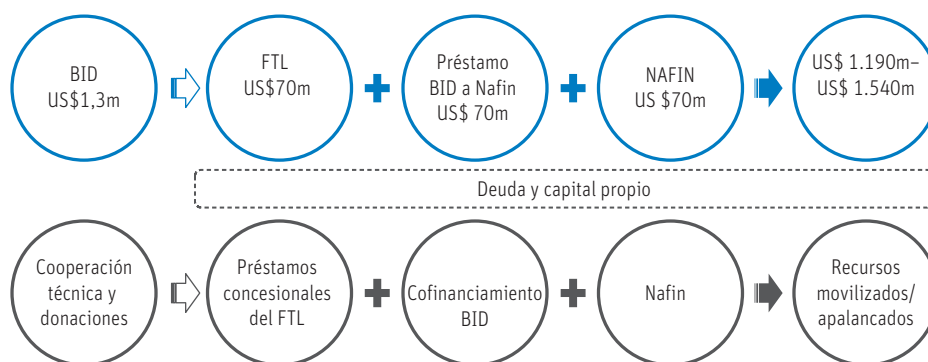 BID
US$1,3m
FTL
US$70m
Préstamo
BID a Nafin
US$ 70m
NAFIN
US $70m
US$ 1.190m–
US$ 1.540m
Deuda y capital propio
Cooperación
técnica y
donaciones
Préstamos
concesionales
del FTL
Cofinanciamiento
BID
Nafin
Recursos
movilizados/
apalancados